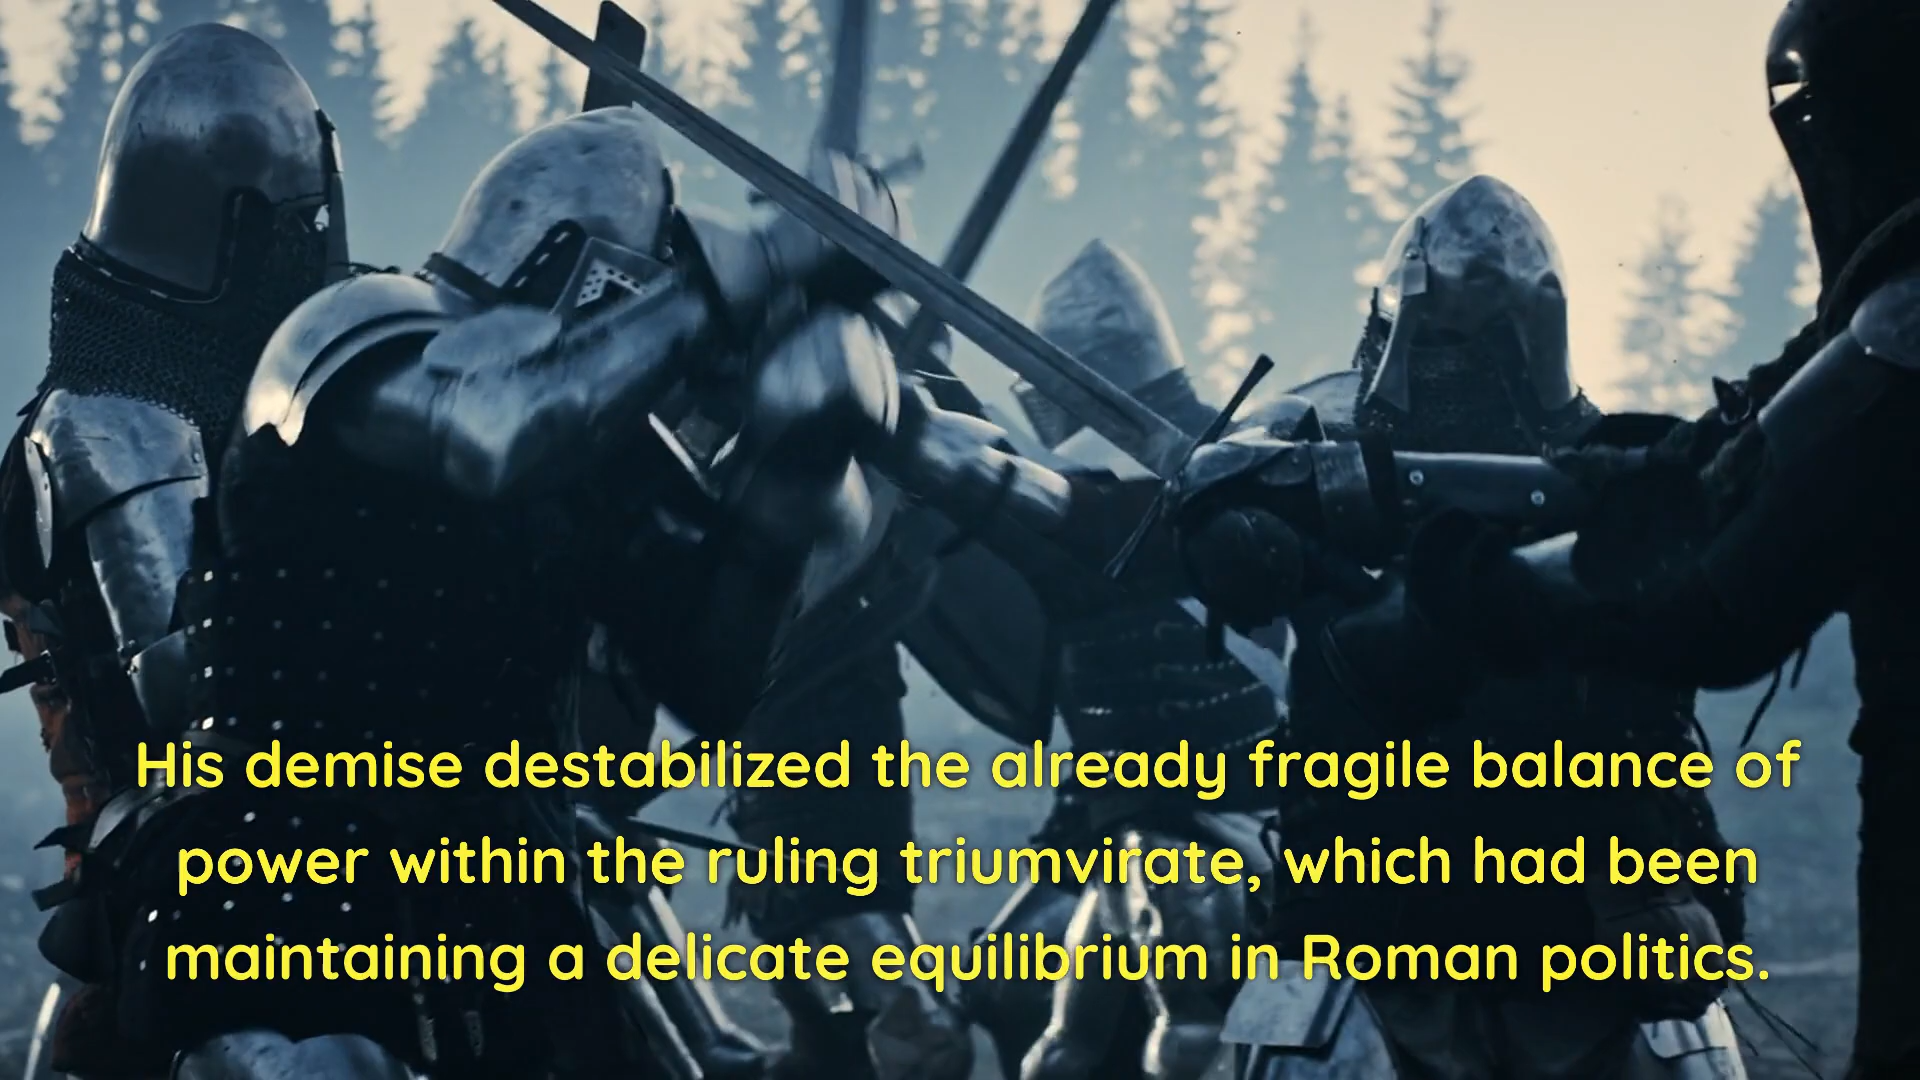 His demise destabilized the already fragile balance of
power within the ruling triumvirate, which had been
maintaining a delicate equilibrium in Roman politics.